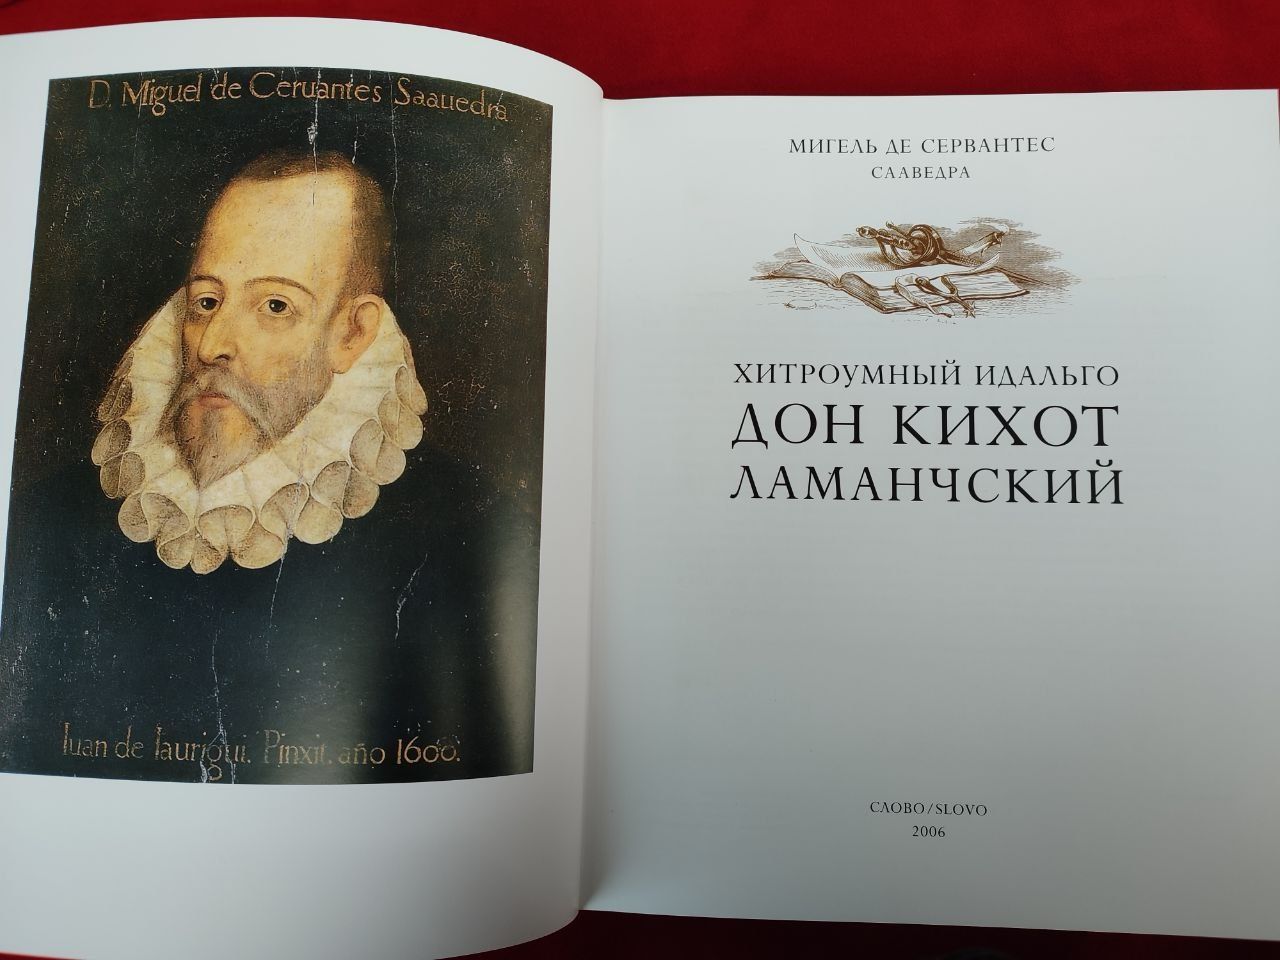 D. Miguel de Ceruantes Saauedra
Iuan de Iaurigui. Pinxit. año 1600.
МИГЕЛЬ ДЕ СЕРВАНТЕС
СААВЕДРА
ХИТРОУМНЫЙ ИДАЛЬГО
ДОН КИХОТ
ЛАМАНЧСКИЙ
СЛОВО/SLOVO
2006